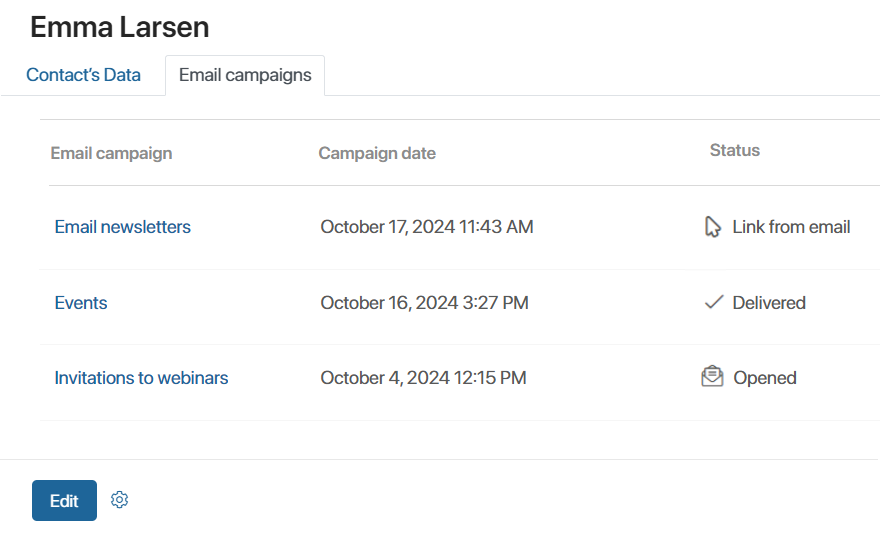 Emma Larsen
Contact's Data Email campaigns
Email campaign Campaign date Status
Email newsletters October 17, 2024 11:43 AM Link from email
Events October 16, 2024 3:27 PM Delivered
Invitations to webinars October 4, 2024 12:15 PM Opened
Edit